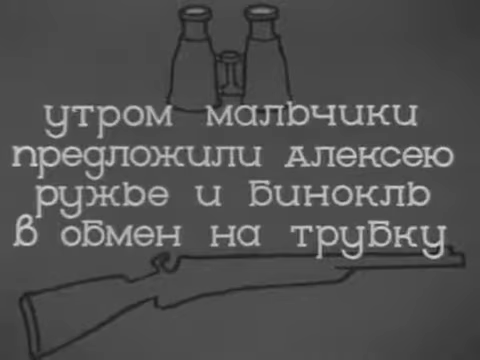 утром мальчики
предложили Алексею
ружье и бинокль
в обмен на трубку